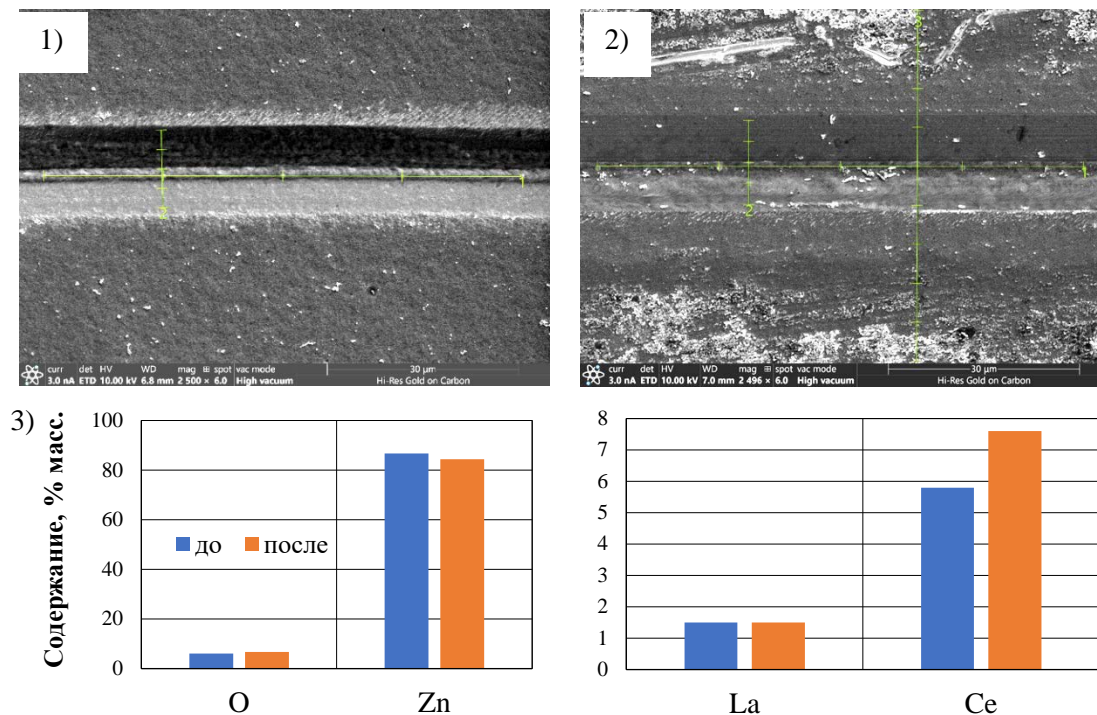 1)
2)
2
2
curr det HV WD mag ⊞ spot vac mode
3.0 nA ETD 10.00 kV 6.8 mm 2 500 × 6.0 High vacuum
30 µm
Hi-Res Gold on Carbon
curr det HV WD mag ⊞ spot vac mode
3.0 nA ETD 10.00 kV 7.0 mm 2 496 × 6.0 High vacuum
30 µm
Hi-Res Gold on Carbon
3)
Содержание, % масс.
100
80
60
40
20
0
до после
O Zn
8
7
6
5
4
3
2
1
0
La Ce